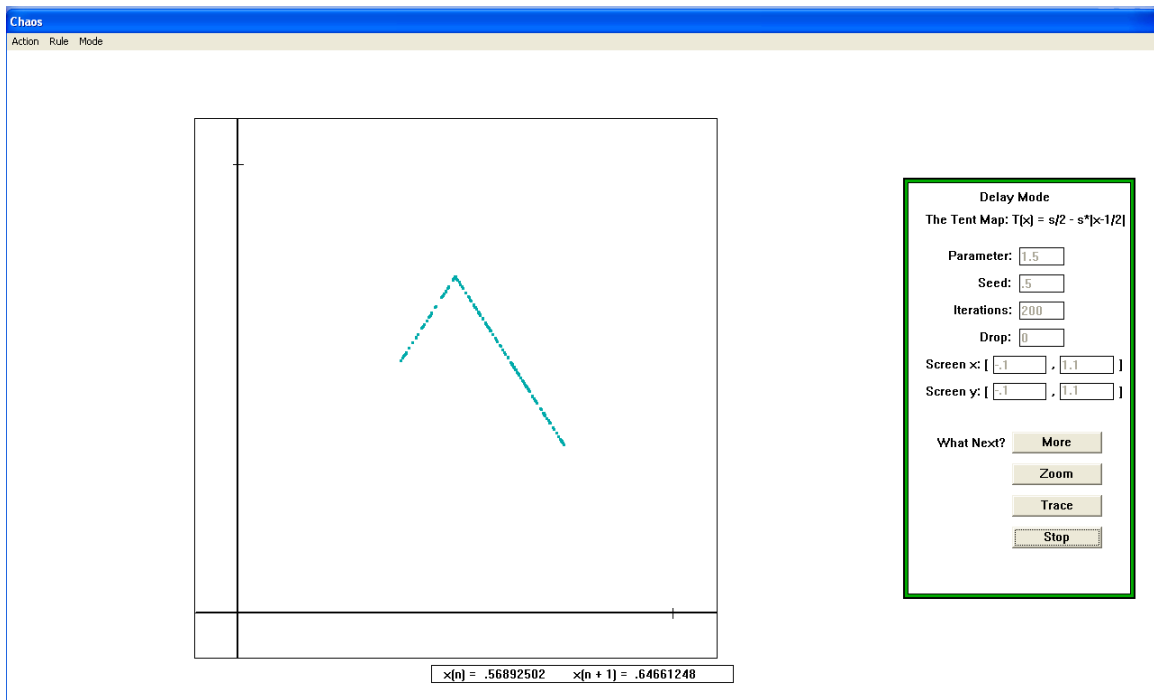 Chaos
Action Rule Mode
Delay Mode
The Tent Map: T(x) = s/2 - s*|x-1/2|
Parameter: 1.5
Seed: .5
Iterations: 200
Drop: 0
Screen x: [ -.1 , 1.1 ]
Screen y: [ -.1 , 1.1 ]
What Next? More
Zoom
Trace
Stop
x(n) = .56892502 x(n + 1) = .64661248